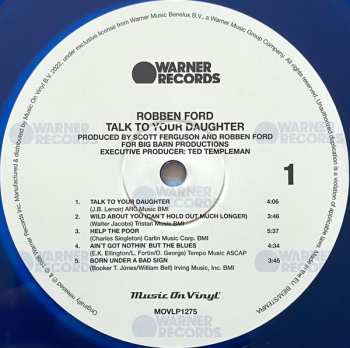 WARNER
RECORDS
ROBBEN FORD
TALK TO YOUR DAUGHTER
PRODUCED BY SCOTT FERGUSON AND ROBBEN FORD
FOR BIG BARN PRODUCTIONS
EXECUTIVE PRODUCER: TED TEMPLEMAN
1
1. TALK TO YOUR DAUGHTER 4:06
(J.B. Lenoir) ARC Music BMI
2. WILD ABOUT YOU (CAN'T HOLD OUT MUCH LONGER) 3:46
(Walter Jacobs) Tristan Music BMI
3. HELP THE POOR 5:37
(Charles Singleton) Carlin Music Corp. BMI
4. AIN'T GOT NOTHIN' BUT THE BLUES 4:44
(E.K. Ellington/L. Fortin/D. George) Tempo Music ASCAP
5. BORN UNDER A BAD SIGN 3:45
(Booker T. Jones/William Bell) Irving Music, Inc. BMI
Music On Vinyl
MOVLP1275